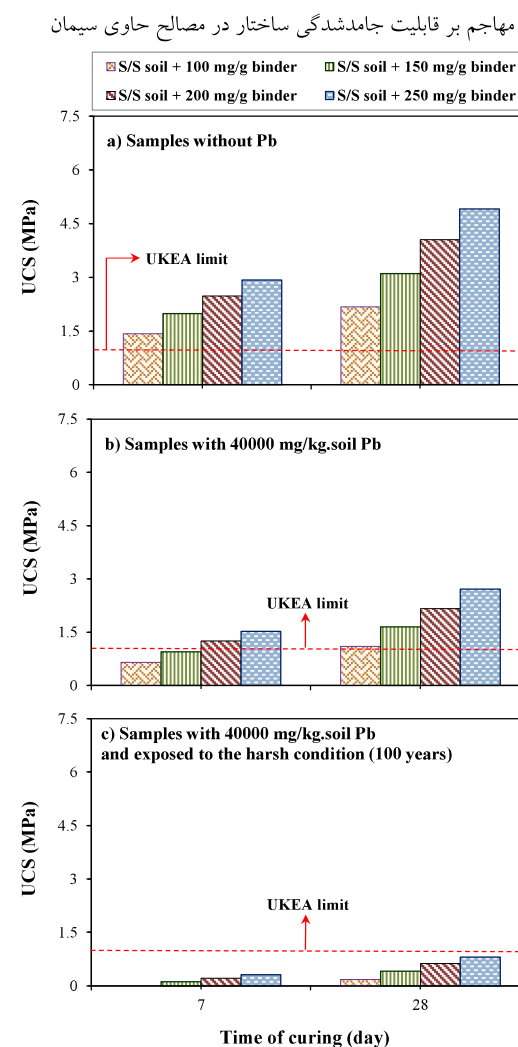 مهاجم بر قابلیت جامدشدگی ساختار در مصالح حاوی سیمان
S/S soil + 100 mg/g binder S/S soil + 150 mg/g binder
S/S soil + 200 mg/g binder S/S soil + 250 mg/g binder
7.5
a) Samples without Pb
6
4.5
UKEA limit
3
1.5
0
UCS (MPa)
7.5
b) Samples with 40000 mg/kg.soil Pb
6
4.5
3
UKEA limit
1.5
0
UCS (MPa)
7.5
c) Samples with 40000 mg/kg.soil Pb
and exposed to the harsh condition (100 years)
6
4.5
3
UKEA limit
1.5
0
UCS (MPa)
7 28
Time of curing (day)